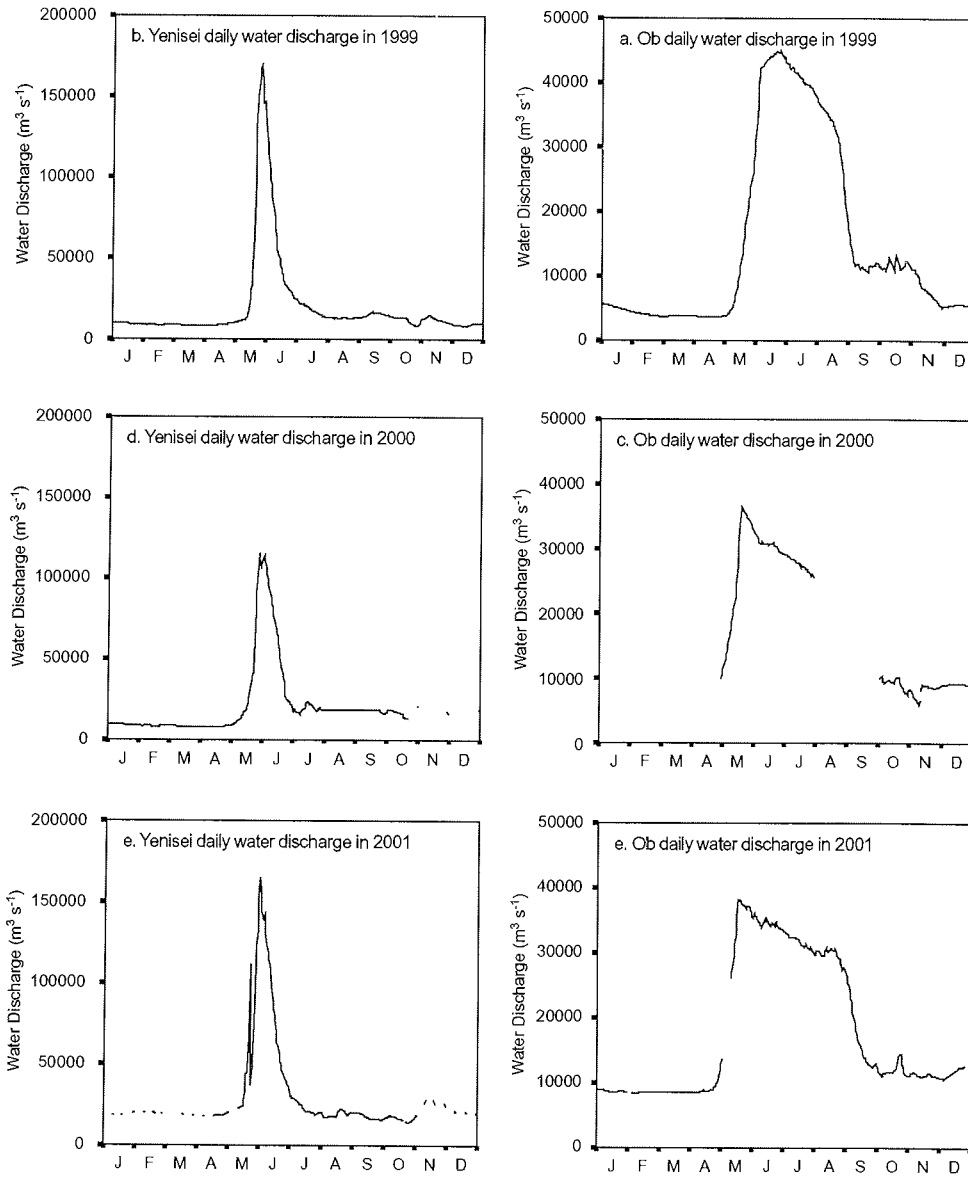 b. Yenisei daily water discharge in 1999
Water Discharge (m³ s⁻¹)
200000
150000
100000
50000
0
J F M A M J J A S O N D
a. Ob daily water discharge in 1999
Water Discharge (m³ s⁻¹)
50000
40000
30000
20000
10000
0
J F M A M J J A S O N D
d. Yenisei daily water discharge in 2000
Water Discharge (m³ s⁻¹)
200000
150000
100000
50000
0
J F M A M J J A S O N D
c. Ob daily water discharge in 2000
Water Discharge (m³ s⁻¹)
50000
40000
30000
20000
10000
0
J F M A M J J A S O N D
e. Yenisei daily water discharge in 2001
Water Discharge (m³ s⁻¹)
200000
150000
100000
50000
0
J F M A M J J A S O N D
e. Ob daily water discharge in 2001
Water Discharge (m³ s⁻¹)
50000
40000
30000
20000
10000
0
J F M A M J J A S O N D